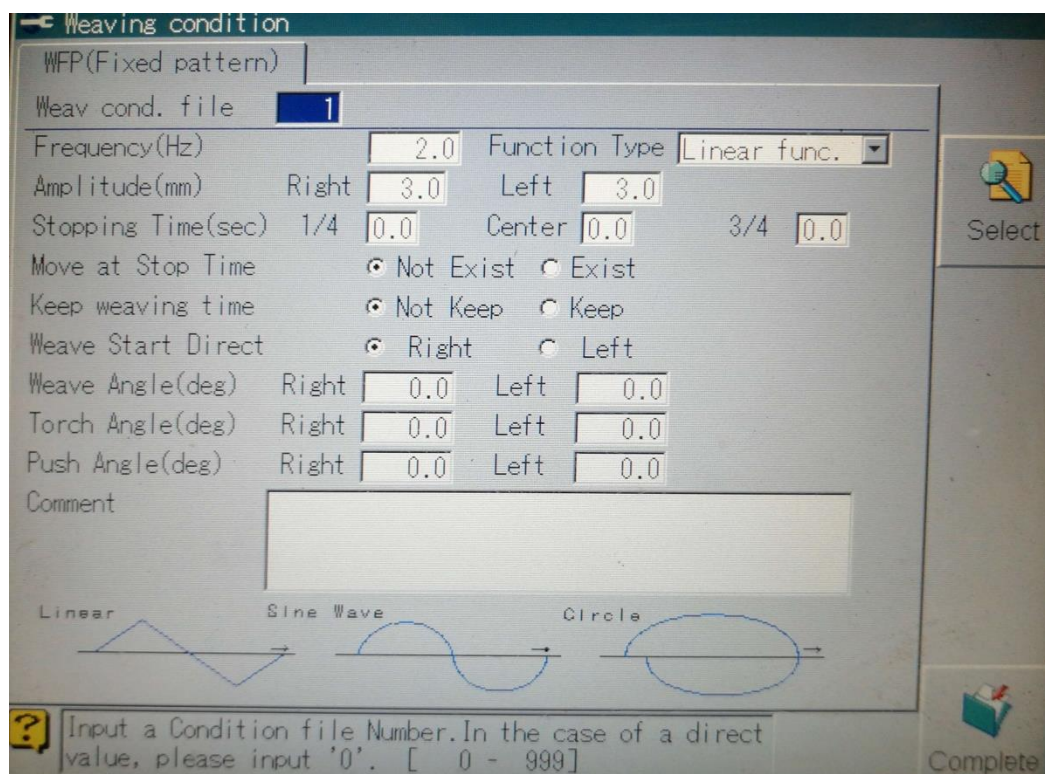 Weaving condition
WFP(Fixed pattern)
Weav cond. file 1
Frequency(Hz) 2.0 Function Type Linear func.
Amplitude(mm) Right 3.0 Left 3.0
Stopping Time(sec) 1/4 0.0 Center 0.0 3/4 0.0
Select
Move at Stop Time Not Exist Exist
Keep weaving time Not Keep Keep
Weave Start Direct Right Left
Weave Angle(deg) Right 0.0 Left 0.0
Torch Angle(deg) Right 0.0 Left 0.0
Push Angle(deg) Right 0.0 Left 0.0
Comment
Linear Sine Wave Circle
Input a Condition file Number.In the case of a direct
value, please input '0'. [ 0 - 999]
Complete